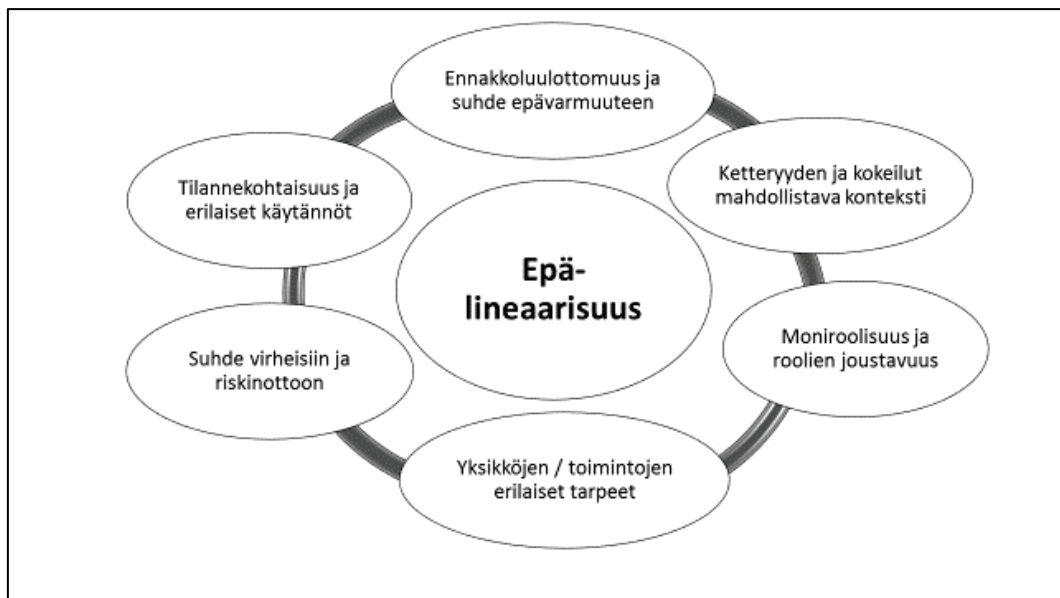 Ennakkoluulottomuus ja
suhde epävarmuuteen
Ketteryyden ja kokeilut
mahdollistava konteksti
Moniroolisuus ja
roolien joustavuus
Yksikköjen / toimintojen
erilaiset tarpeet
Suhde virheisiin ja
riskinottoon
Tilannekohtaisuus ja
erilaiset käytännöt
Epä-
lineaarisuus